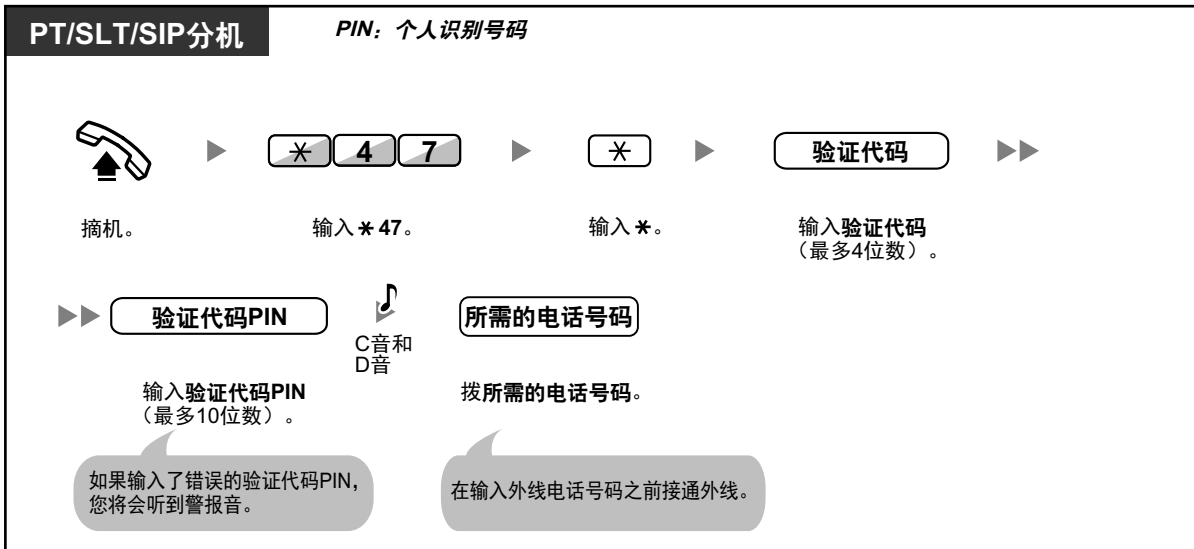 PT/SLT/SIP分机
PIN：个人识别号码
＊ 4 7
＊
验证代码
摘机。
输入＊47。
输入＊。
输入验证代码
（最多4位数）。
验证代码PIN
C音和
D音
所需的电话号码
输入验证代码PIN
（最多10位数）。
拨所需的电话号码。
如果输入了错误的验证代码PIN，
您将会听到警报音。
在输入外线电话号码之前接通外线。